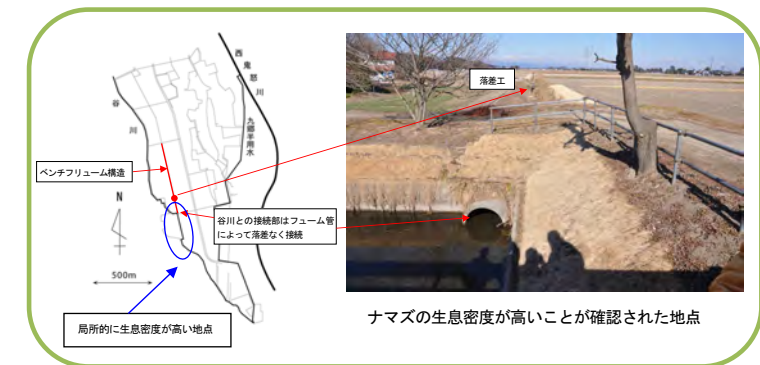 西鬼怒川
谷川
九郷半用水
ベンチフリューム構造
N
谷川との接続部はフューム管
によって落差なく接続
500m
局所的に生息密度が高い地点
落差工
ナマズの生息密度が高いことが確認された地点